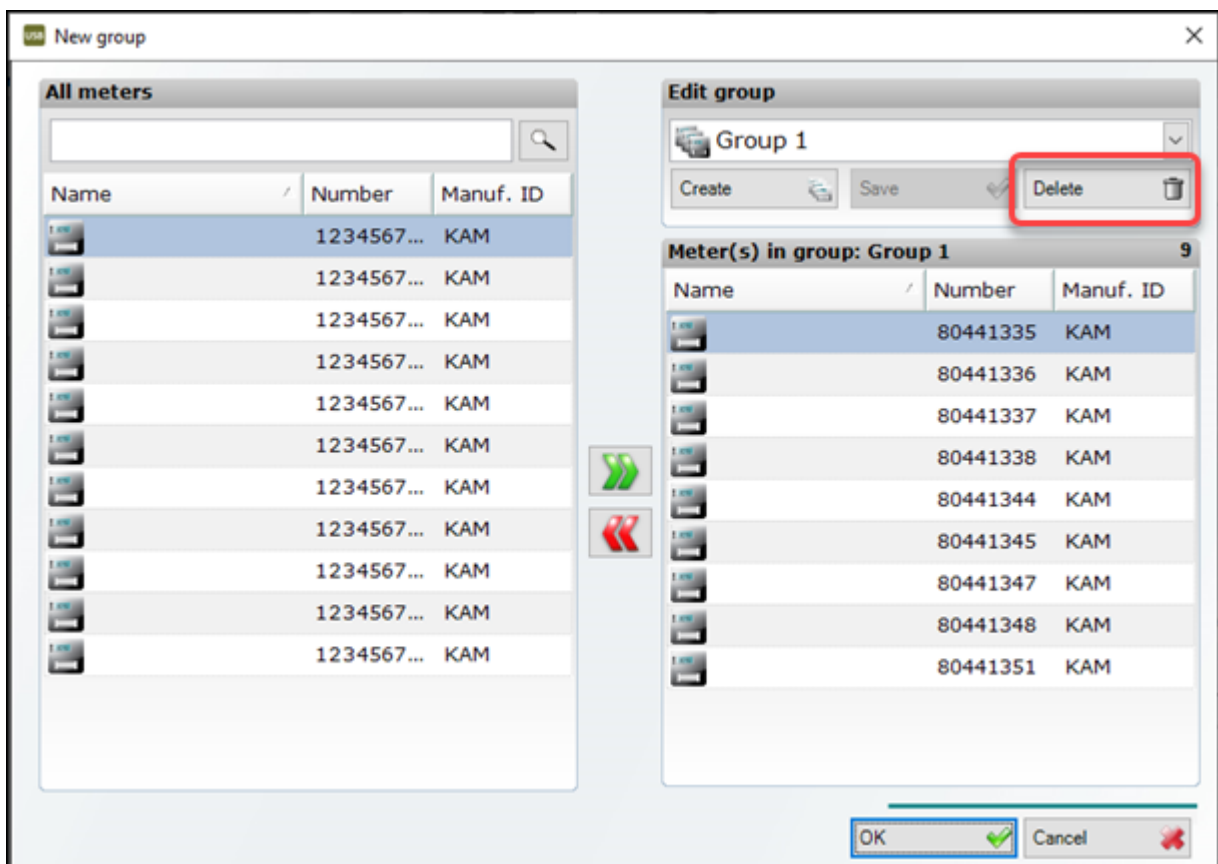 USB New group
All meters
Name Number Manuf. ID
1234567... KAM
1234567... KAM
1234567... KAM
1234567... KAM
1234567... KAM
1234567... KAM
1234567... KAM
1234567... KAM
1234567... KAM
1234567... KAM
1234567... KAM
Edit group
Group 1
Create Save Delete
Meter(s) in group: Group 1 9
Name Number Manuf. ID
80441335 KAM
80441336 KAM
80441337 KAM
80441338 KAM
80441344 KAM
80441345 KAM
80441347 KAM
80441348 KAM
80441351 KAM
OK Cancel